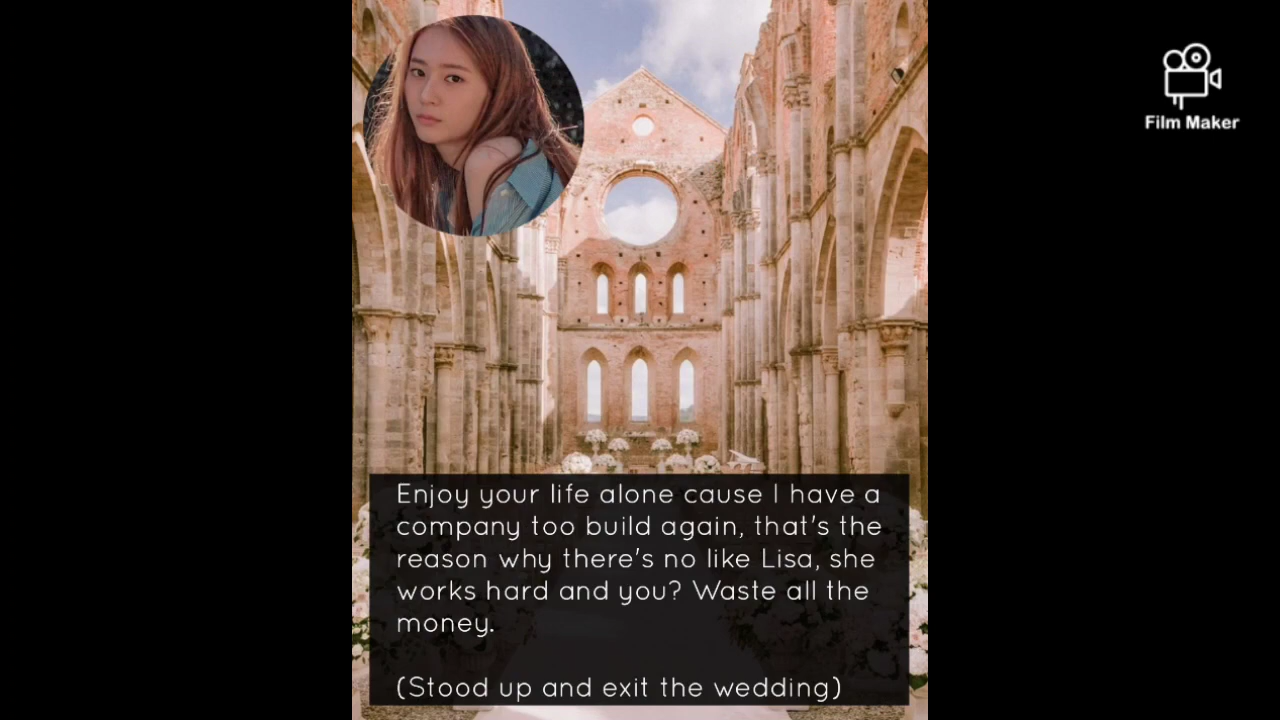 Film Maker
Enjoy your life alone cause I have a
company too build again, that's the
reason why there's no like Lisa, she
works hard and you? Waste all the
money.
(Stood up and exit the wedding)